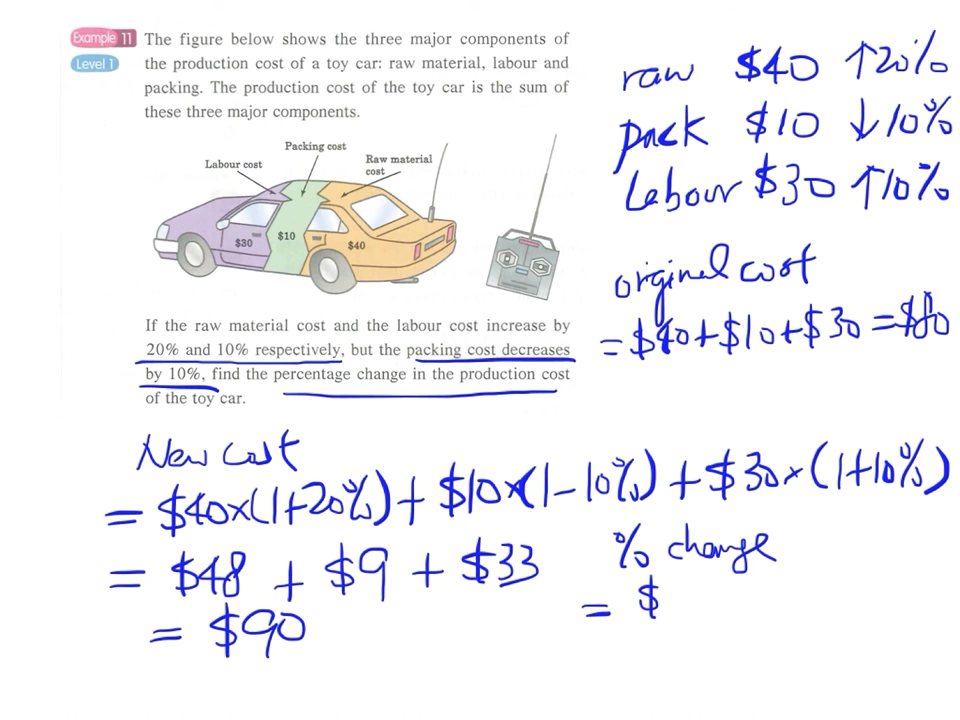 Example 11 The figure below shows the three major components of
Level 1 the production cost of a toy car: raw material, labour and
packing. The production cost of the toy car is the sum of
these three major components.
Packing cost
Labour cost
Raw material
cost
$30
$10
$40
If the raw material cost and the labour cost increase by
20% and 10% respectively, but the packing cost decreases
by 10%, find the percentage change in the production cost
of the toy car.
raw $40 ↑20%
pack $10 ↓10%
Labour $30 ↑10%
original cost
= $40+$10+$30=$80
New cost
= $40×(1+20%)+$10×(1-10%)+$30×(1+10%)
= $48 + $9 + $33
= $90
% change
= $